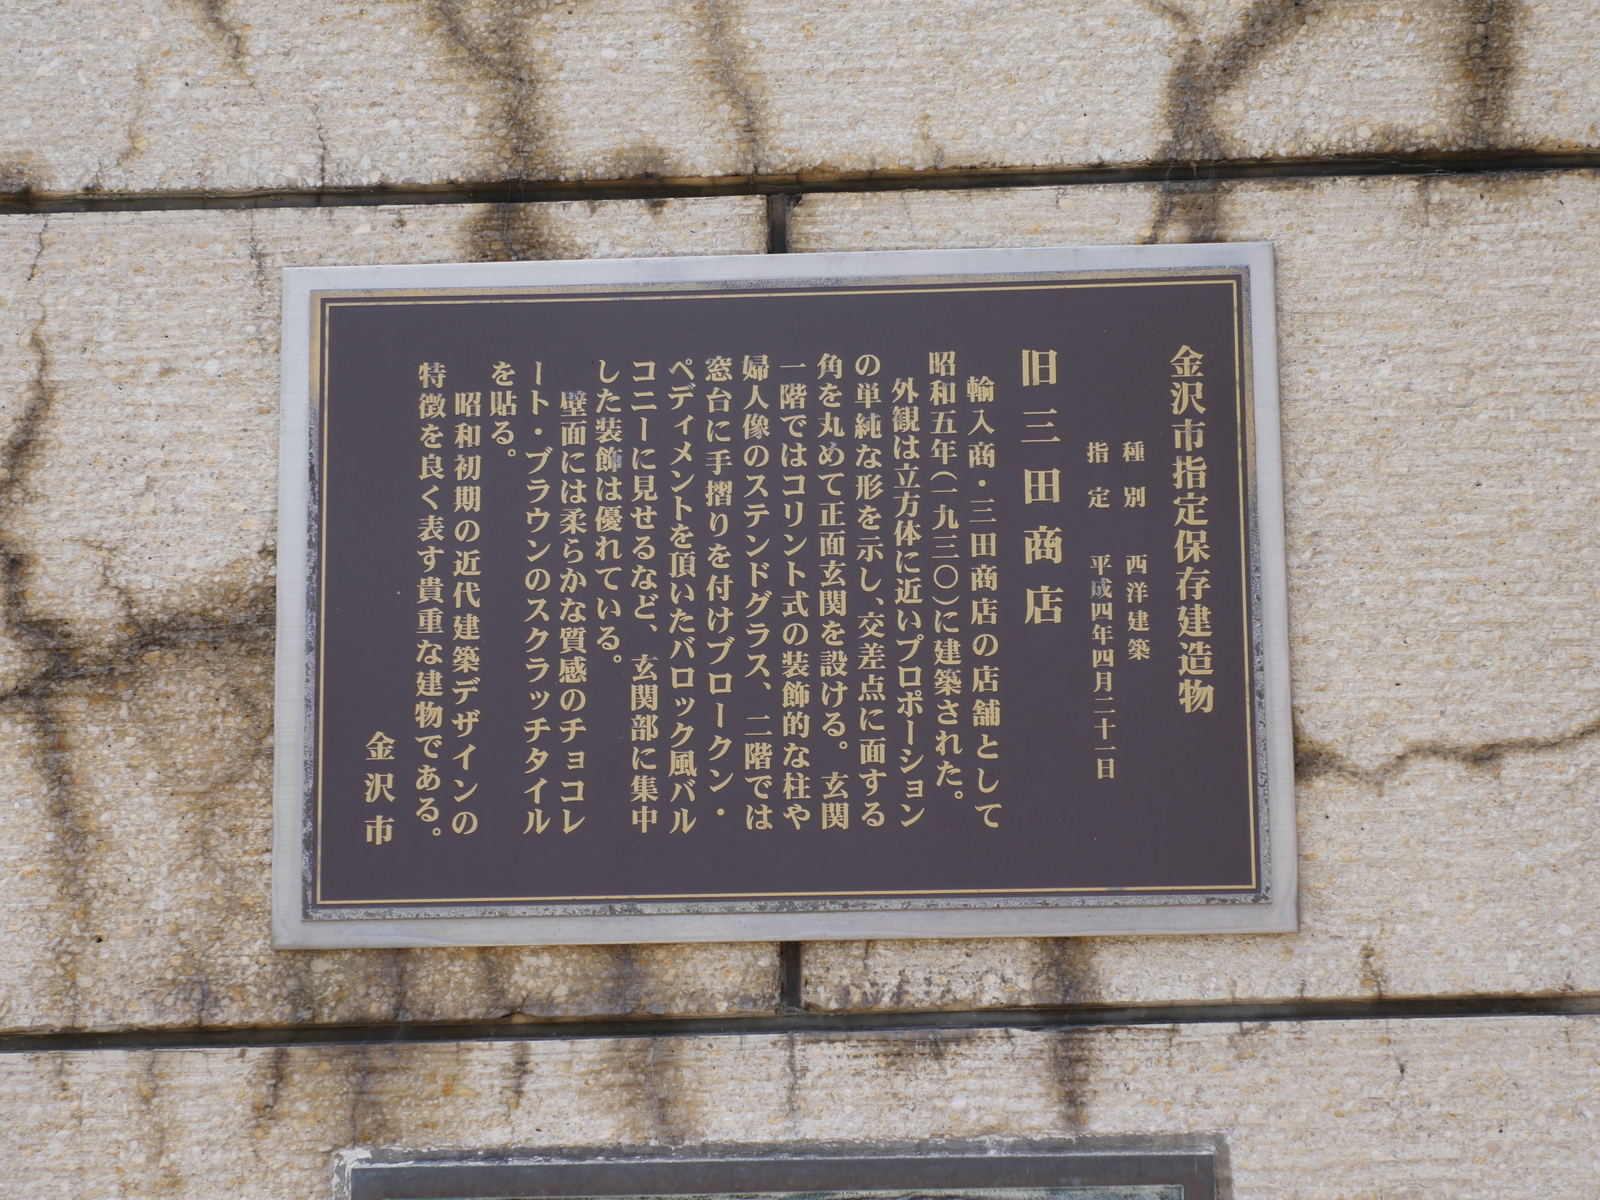 金沢市指定保存建造物
種別 西洋建築
指定 平成四年四月二十一日
旧三田商店
輸入商・三田商店の店舗として
昭和五年(一九三〇)に建築された。
外観は立方体に近いプロポーション
の単純な形を示し、交差点に面する
角を丸めて正面玄関を設ける。玄関
一階ではコリント式の装飾的な柱や
婦人像のステンドグラス、二階では
窓台に手摺りを付けブロークン・
ペディメントを頂いたバロック風バル
コニーに見せるなど、玄関部に集中
した装飾は優れている。
壁面には柔らかな質感のチョコレ
ート・ブラウンのスクラッチタイル
を貼る。
昭和初期の近代建築デザインの
特徴を良く表す貴重な建物である。
金沢市